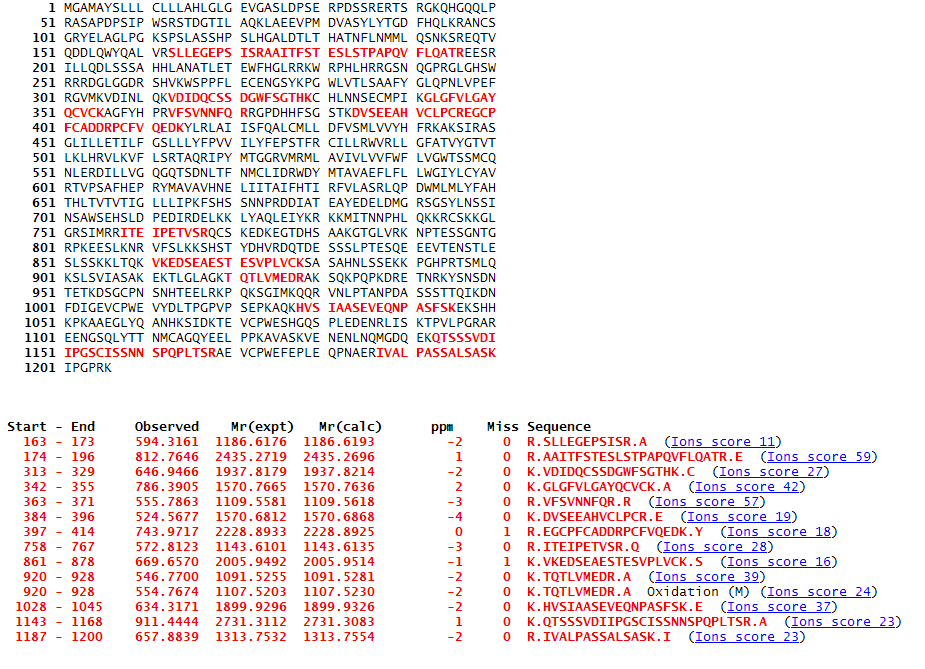 1 MGAMAYSLLL CLLLAHLGLG EVGASLDPSE RPDSSRERTS RGKQHGQQLP
51 RASAPDPSIP WSRSTDGTIL AQKLAEEVPM DVASYLYTGD FHQLKRANCS
101 GRYELAGLPG KSPSLASSHP SLHGALDTLT HATNFLNMML QSNKSREQTV
151 QDDLQWYQAL VRSLLEGEPS ISRAAITFST ESLSTPAPQV FLQATREESR
201 ILLQDLSSSA HHLANATLET EWFHGLRRKW RPHLHRRGSN QGPRGLGHSW
251 RRRDGLGGDR SHVKWSPPFL ECENGSYKPG WLVTLSAAFY GLQPNLVPEF
301 RGVMKVDINL QKVDIDQCSS DGWFSGTHKC HLNNSECMPI KGLGFVLGAY
351 QCVCKAGFYH PRVFSVNNFQ RRGPDHHFSG STKDVSEEAH VCLPCREGCP
401 FCADDRPCFV QEDKYLRLAI ISFQALCMLL DFVSMLVVYH FRKAKSIRAS
451 GLILLETILF GSLLLYFPVV ILYFEPSTFR CILLRWVRLL GFATVYGTVT
501 LKLHRVLKVF LSRTAQRIPY MTGGRVMRML AVIVLVVFWF LVGWTSSMCQ
551 NLERDILLVG QGQTSDNLTF NMCLIDRWDY MTAVAEFLFL LWGIYLCYAV
601 RTVPSAFHEP RYMAVAVHNE LIITAIFHTI RFVLASRLQP DWMLMLYFAH
651 THLTVTVTIG LLLIPKFSHS SNNPRDDIAT EAYEDELDMG RSGSYLNSSI
701 NSAWSEHSLD PEDIRDELKK LYAQLEIYKR KKMITNNPHL QKKRCSKKGL
751 GRSIMRRITE IPETVSRQCS KEDKEGTDHS AAKGTGLVRK NPTESSGNTG
801 RPKEESLKNR VFSLKKSHST YDHVRDQTDE SSSLPTESQE EEVTENSTLE
851 SLSSKKLTQK VKEDSEAEST ESVPLVCKSA SAHNLSSEKK PGHPRTSMLQ
901 KSLSVIASAK EKTLGLAGKT QTLVMEDRAK SQKPQPKDRE TNRKYSNSDN
951 TETKDSGCPN SNHTEELRKP QKSGIMKQQR VNLPTANPDA SSSTTQIKDN
1001 FDIGEVCPWE VYDLTPGPVP SEPKAQKHVS IAASEVEQNP ASFSKEKSHH
1051 KPKAAEGLYQ ANHKSIDKTE VCPWESHGQS PLEDENRLIS KTPVLPGRAR
1101 EENGSQLYTT NMCAGQYEEL PPKAVASKVE NENLNQMGDQ EKQTSSSVDI
1151 IPGSCISSNN SPQPLTSRAE VCPWEFEPLE QPNAERIVAL PASSALSASK
1201 IPGPRK
Start - End Observed Mr(expt) Mr(calc) ppm Miss Sequence
163 - 173 594.3161 1186.6176 1186.6193 -2 0 R.SLLEGEPSISR.A (Ions score 11)
174 - 196 812.7646 2435.2719 2435.2696 1 0 R.AAITFSTESLSTPAPQVFLQATR.E (Ions score 59)
313 - 329 646.9466 1937.8179 1937.8214 -2 0 K.VDIDQCSSDGWFSGTHK.C (Ions score 27)
342 - 355 786.3905 1570.7665 1570.7636 2 0 K.GLGFVLGAYQCVCK.A (Ions score 42)
363 - 371 555.7863 1109.5581 1109.5618 -3 0 R.VFSVNNFQR.R (Ions score 57)
384 - 396 524.5677 1570.6812 1570.6868 -4 0 K.DVSEEAHVCLPCR.E (Ions score 19)
397 - 414 743.9717 2228.8933 2228.8925 0 1 R.EGCPFCADDRPCFVQEDK.Y (Ions score 18)
758 - 767 572.8123 1143.6101 1143.6135 -3 0 R.ITEIPETVSR.Q (Ions score 28)
861 - 878 669.6570 2005.9492 2005.9514 -1 1 K.VKEDSEAESTESVPLVCK.S (Ions score 16)
920 - 928 546.7700 1091.5255 1091.5281 -2 0 K.TQTLVMEDR.A (Ions score 39)
920 - 928 554.7674 1107.5203 1107.5230 -2 0 K.TQTLVMEDR.A Oxidation (M) (Ions score 24)
1028 - 1045 634.3171 1899.9296 1899.9326 -2 0 K.HVSIAASEVEQNPASFSK.E (Ions score 37)
1143 - 1168 911.4444 2731.3112 2731.3083 1 0 K.QTSSSVDIIPGSCISSNNSPQPLTSR.A (Ions score 23)
1187 - 1200 657.8839 1313.7532 1313.7554 -2 0 R.IVALPASSALSASK.I (Ions score 23)